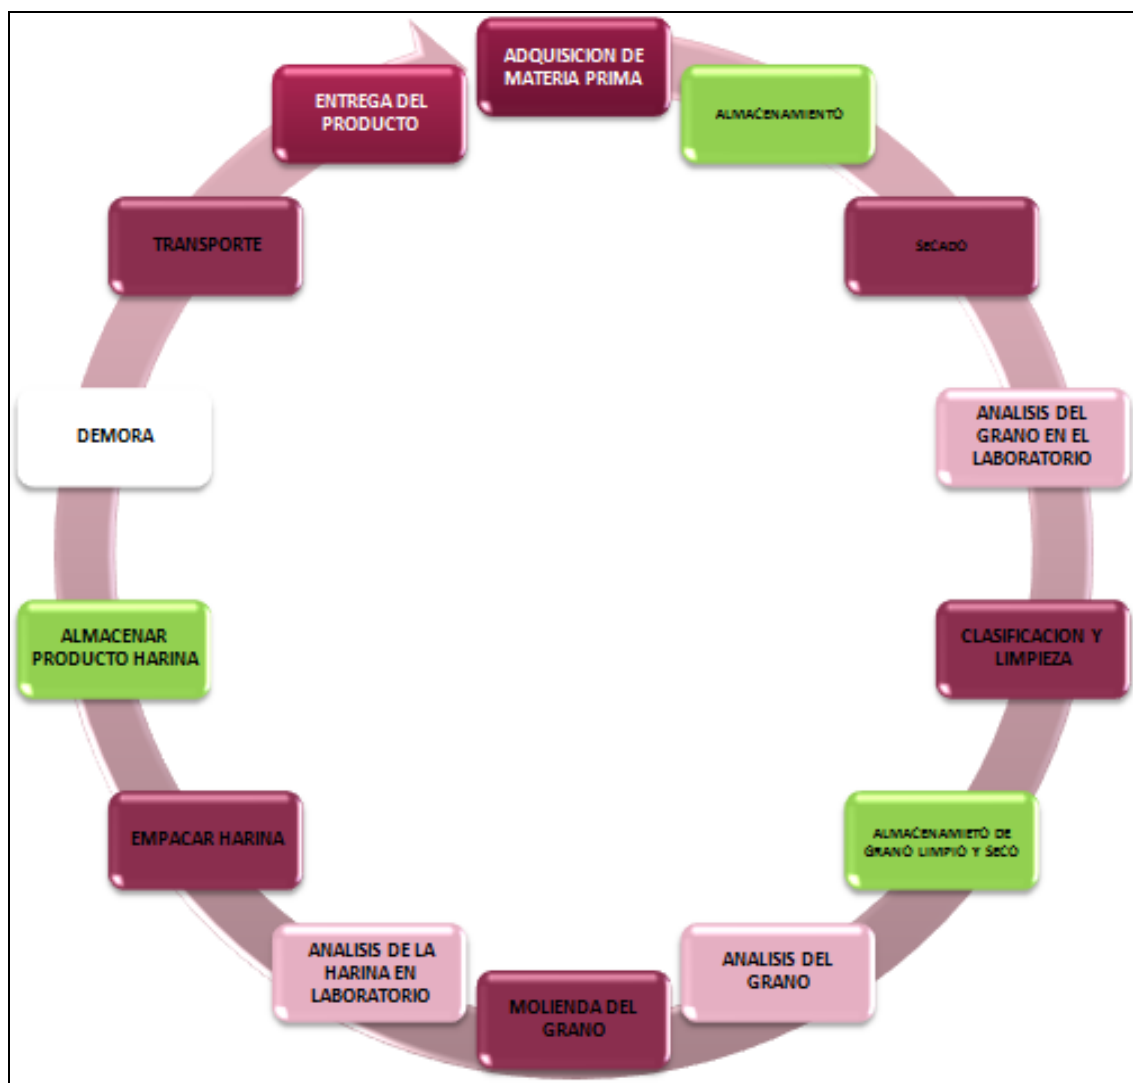 ADQUISICION DE
MATERIA PRIMA
ALMACENAMIENTO
SECADO
ANALISIS DEL
GRANO EN EL
LABORATORIO
CLASIFICACION Y
LIMPIEZA
ALMACENAMIETO DE
GRANO LIMPIO Y SECO
ANALISIS DEL
GRANO
MOLIENDA DEL
GRANO
ANALISIS DE LA
HARINA EN
LABORATORIO
EMPACAR HARINA
ALMACENAR
PRODUCTO HARINA
DEMORA
TRANSPORTE
ENTREGA DEL
PRODUCTO